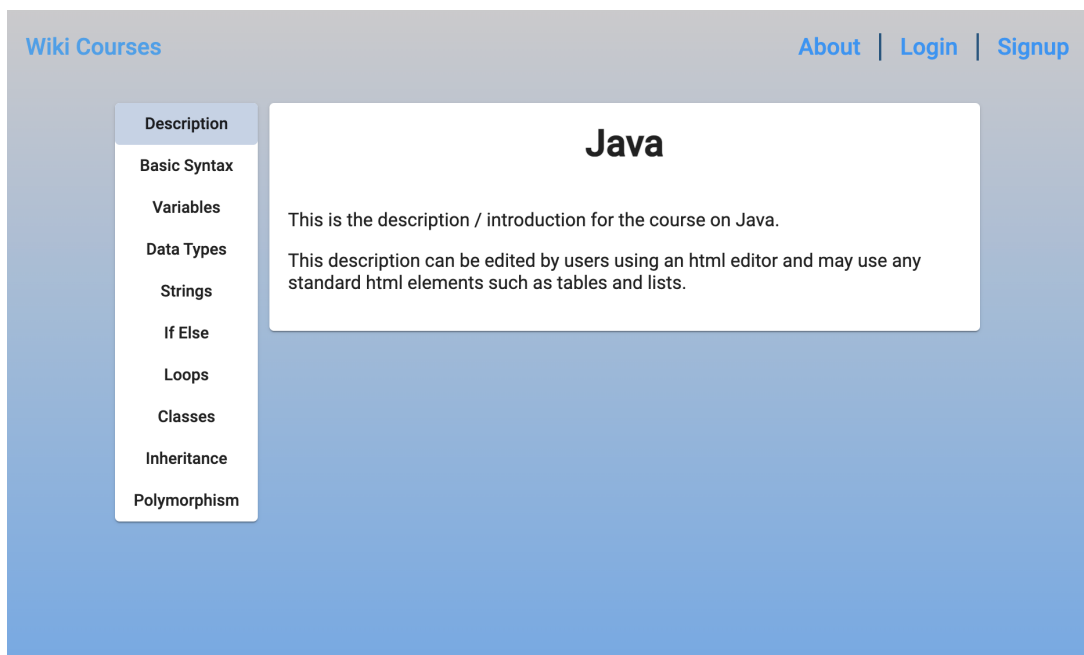 Wiki Courses
About | Login | Signup
Description
Basic Syntax
Variables
Data Types
Strings
If Else
Loops
Classes
Inheritance
Polymorphism
Java
This is the description / introduction for the course on Java.
This description can be edited by users using an html editor and may use any
standard html elements such as tables and lists.